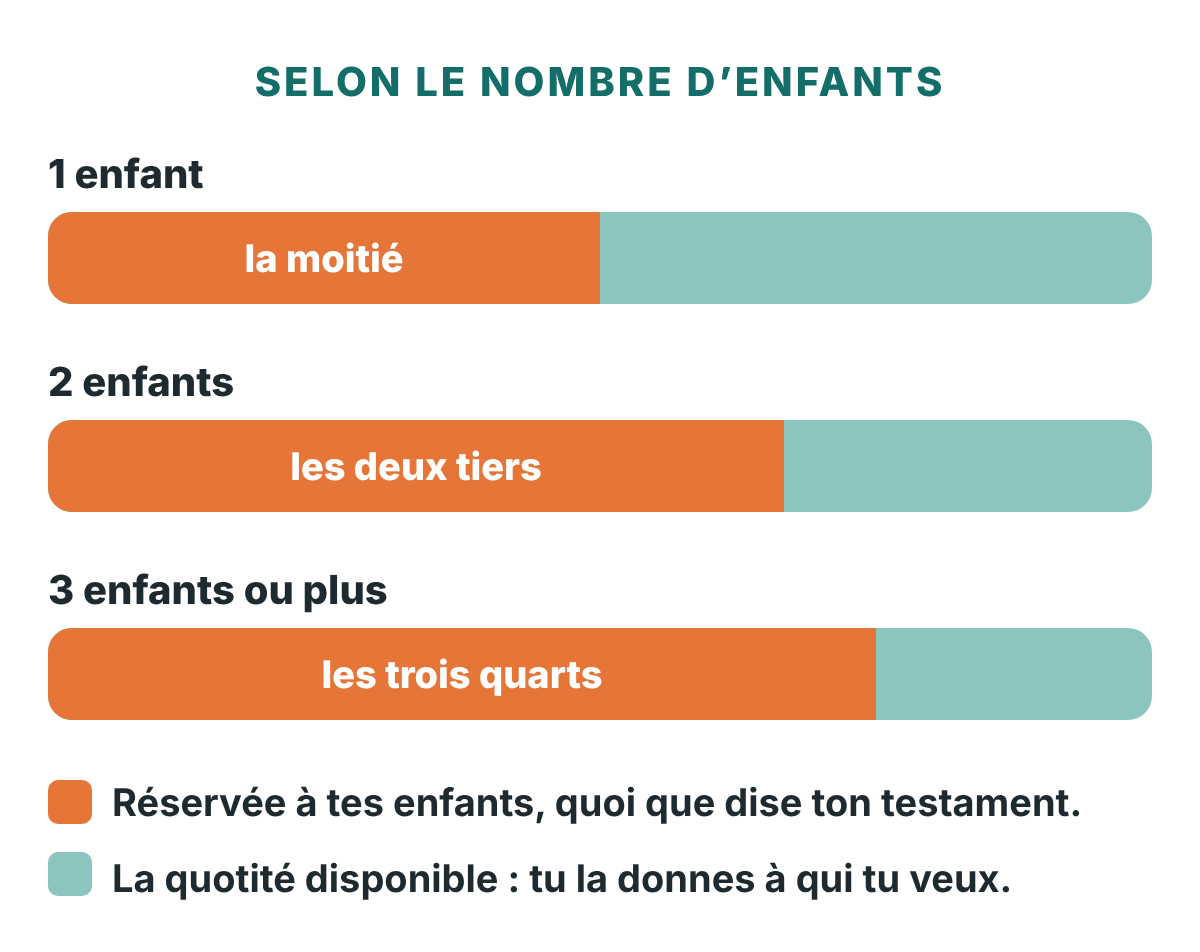 SELON LE NOMBRE D’ENFANTS
1 enfant
la moitié
2 enfants
les deux tiers
3 enfants ou plus
les trois quarts
Réservée à tes enfants, quoi que dise ton testament.
La quotité disponible : tu la donnes à qui tu veux.